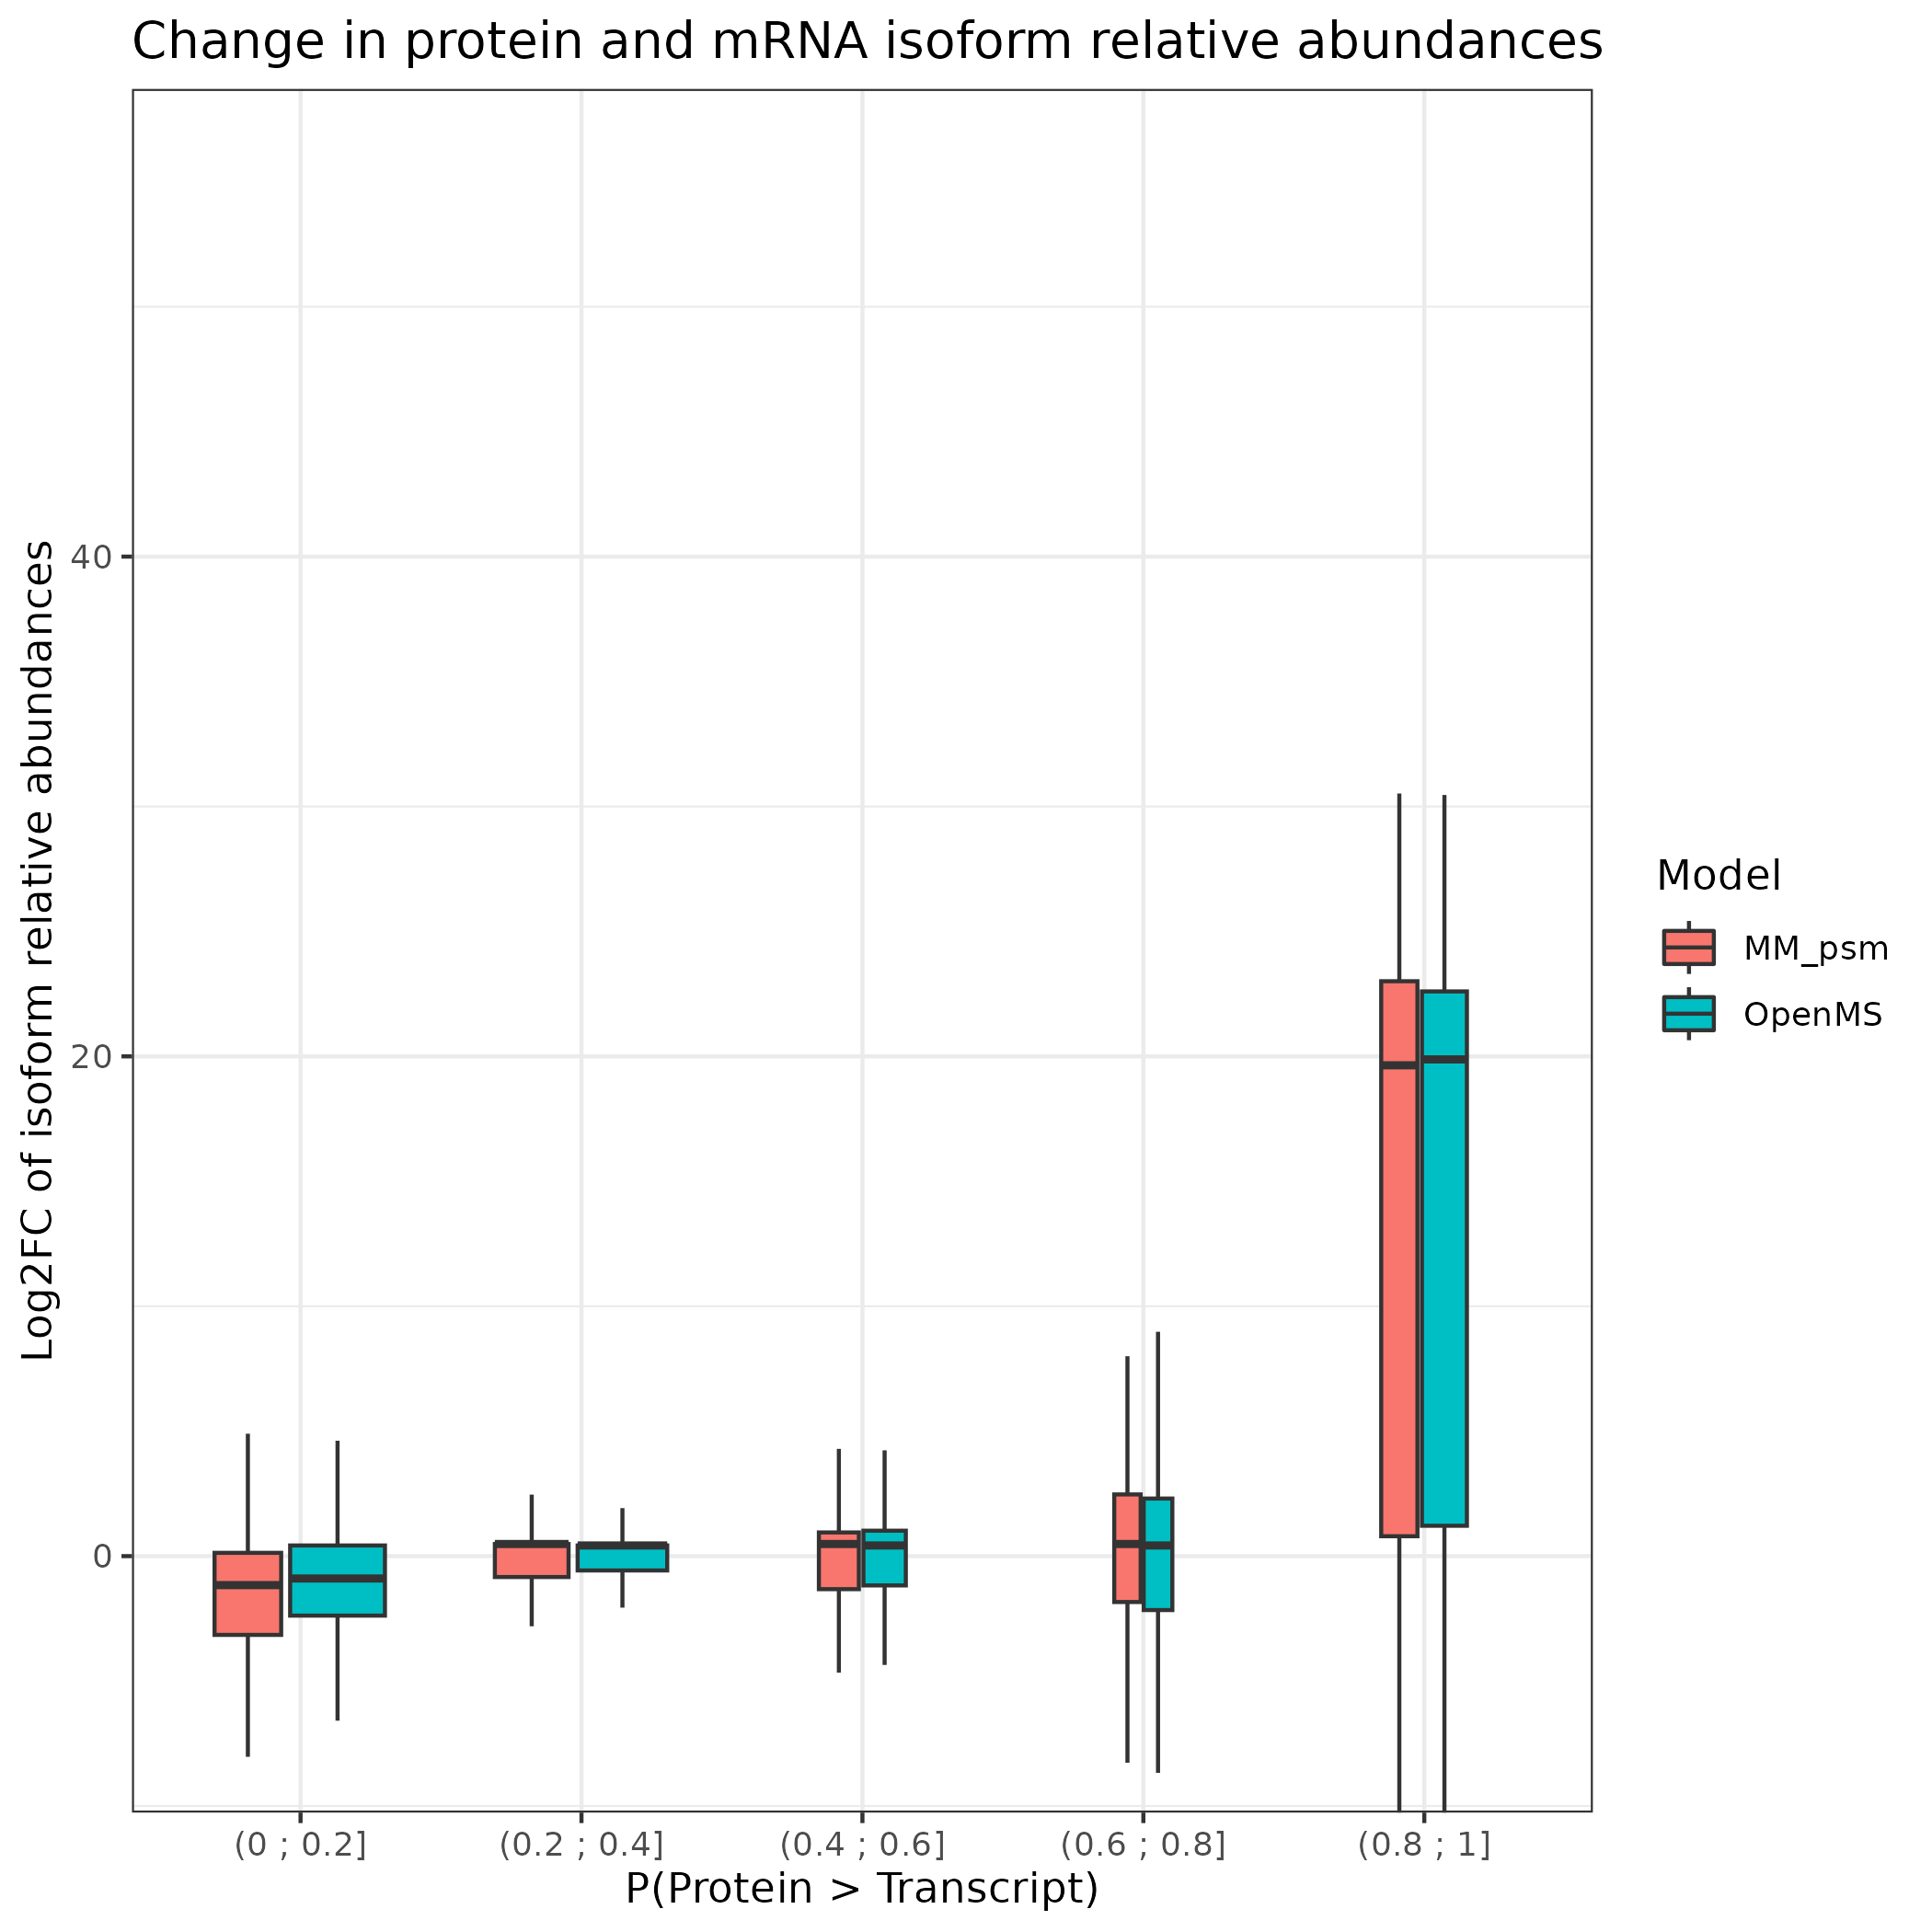 Change in protein and mRNA isoform relative abundances
Log2FC of isoform relative abundances
40
20
0
(0 ; 0.2]
(0.2 ; 0.4]
(0.4 ; 0.6]
(0.6 ; 0.8]
(0.8 ; 1]
P(Protein > Transcript)
Model
MM_psm
OpenMS